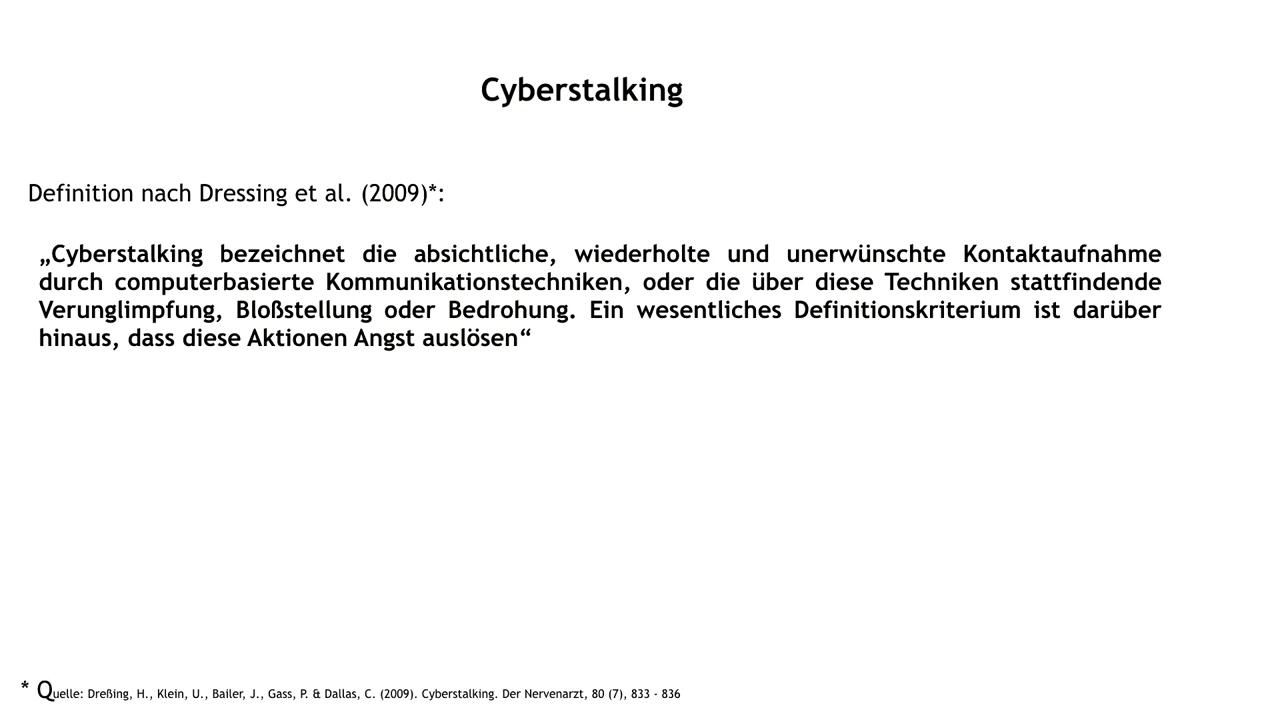 Cyberstalking
Definition nach Dressing et al. (2009)*:
„Cyberstalking bezeichnet die absichtliche, wiederholte und unerwünschte Kontaktaufnahme
durch computerbasierte Kommunikationstechniken, oder die über diese Techniken stattfindende
Verunglimpfung, Bloßstellung oder Bedrohung. Ein wesentliches Definitionskriterium ist darüber
hinaus, dass diese Aktionen Angst auslösen“
* Quelle: Dreßing, H., Klein, U., Bailer, J., Gass, P. & Dallas, C. (2009). Cyberstalking. Der Nervenarzt, 80 (7), 833 - 836